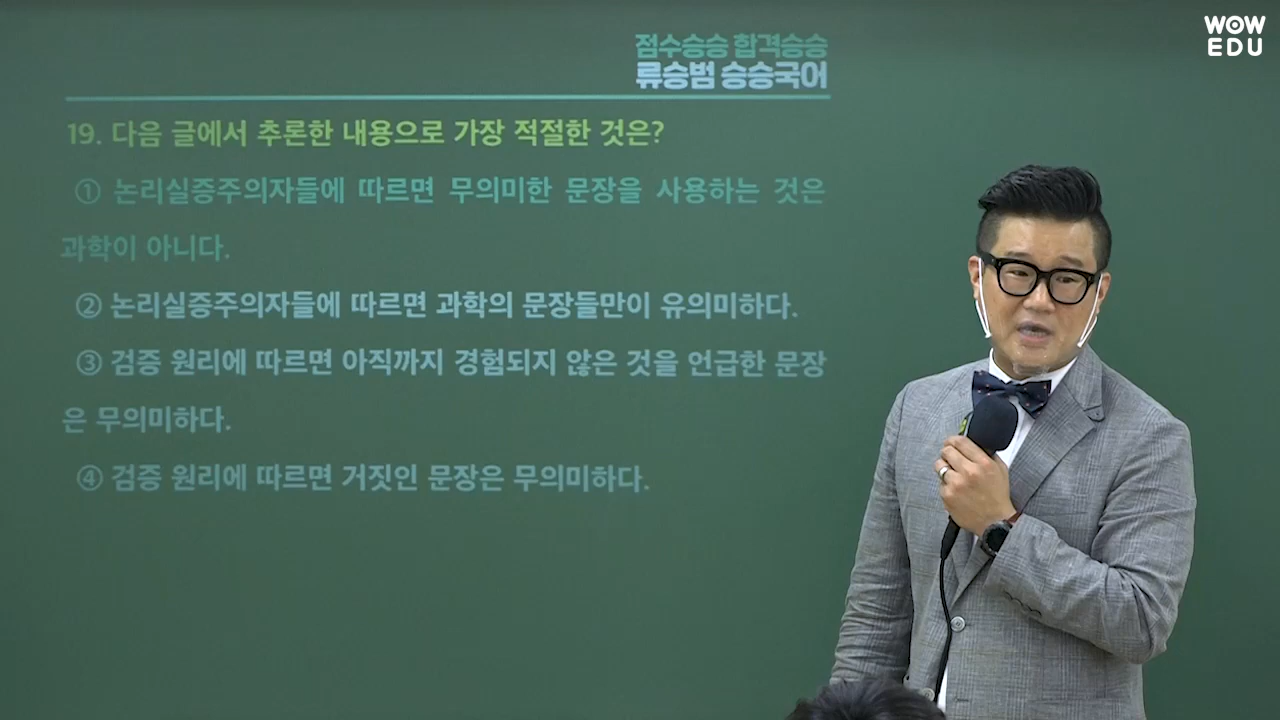 WOW
EDU
점수승승 합격승승
류승범 승승국어
19. 다음 글에서 추론한 내용으로 가장 적절한 것은?
① 논리실증주의자들에 따르면 무의미한 문장을 사용하는 것은
과학이 아니다.
② 논리실증주의자들에 따르면 과학의 문장들만이 유의미하다.
③ 검증 원리에 따르면 아직까지 경험되지 않은 것을 언급한 문장
은 무의미하다.
④ 검증 원리에 따르면 거짓인 문장은 무의미하다.